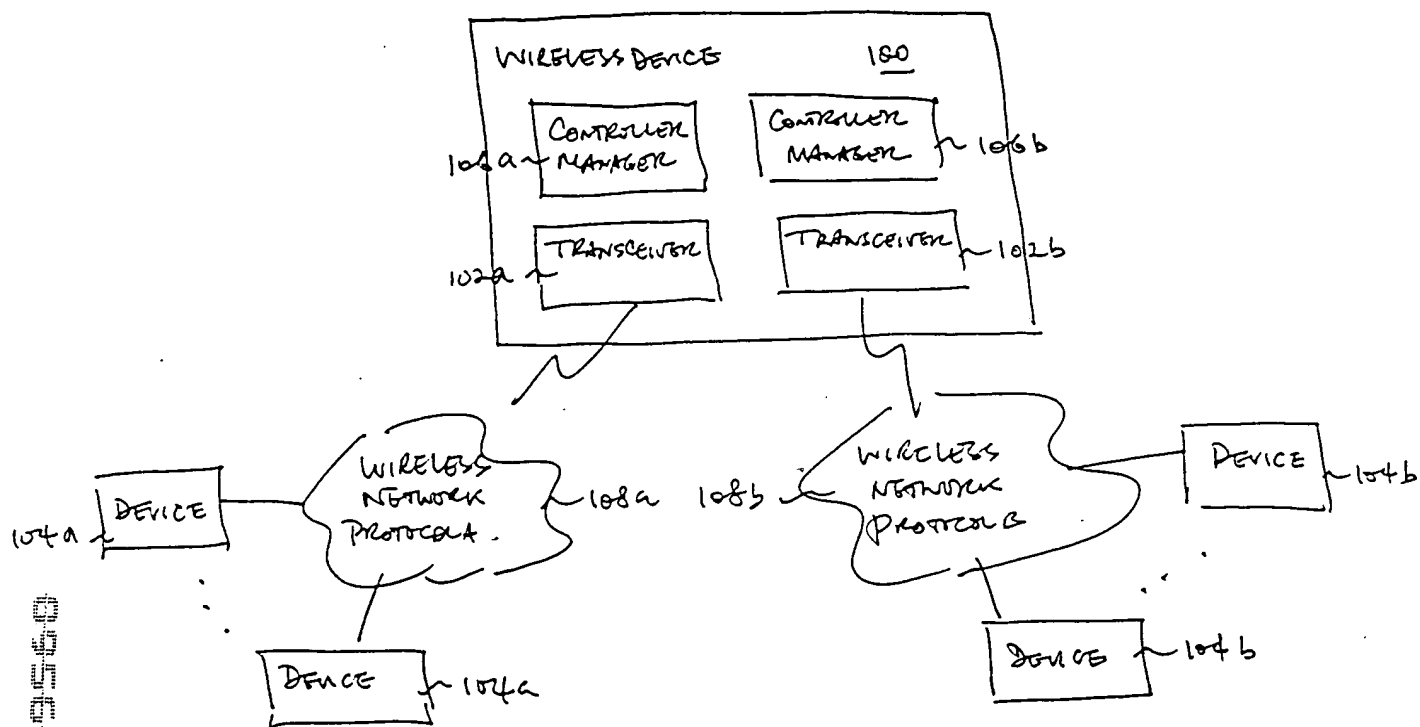 WIRELESS DEVICE 100
CONTROLLER
MANAGER
106a
CONTROLLER
MANAGER
106b
TRANSCEIVER
102a
TRANSCEIVER
102b
WIRELESS
NETWORK
PROTOCOL A.
108a
WIRELESS
NETWORK
PROTOCOL B
108b
DEVICE
104a
DEVICE
104b
DEVICE
104a
DEVICE
104b